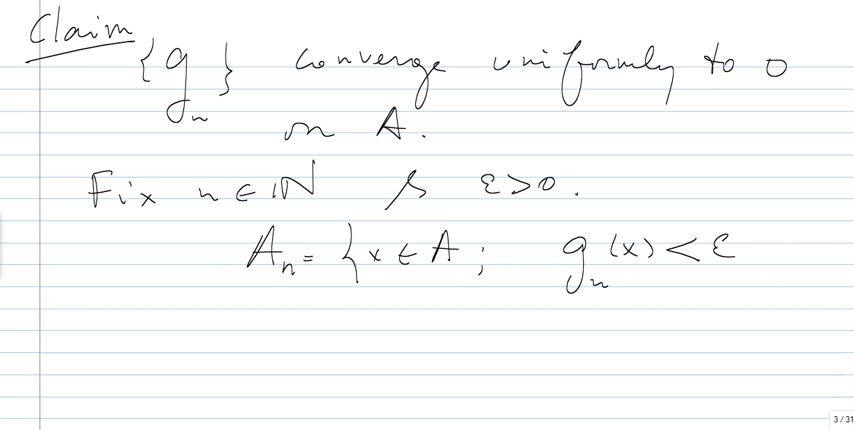 Claim
{g_n} converge uniformly to 0
on A.
Fix n ∈ ℕ & ε > 0.
A_n = {x ∈ A ; g_n(x) < ε
3 / 31